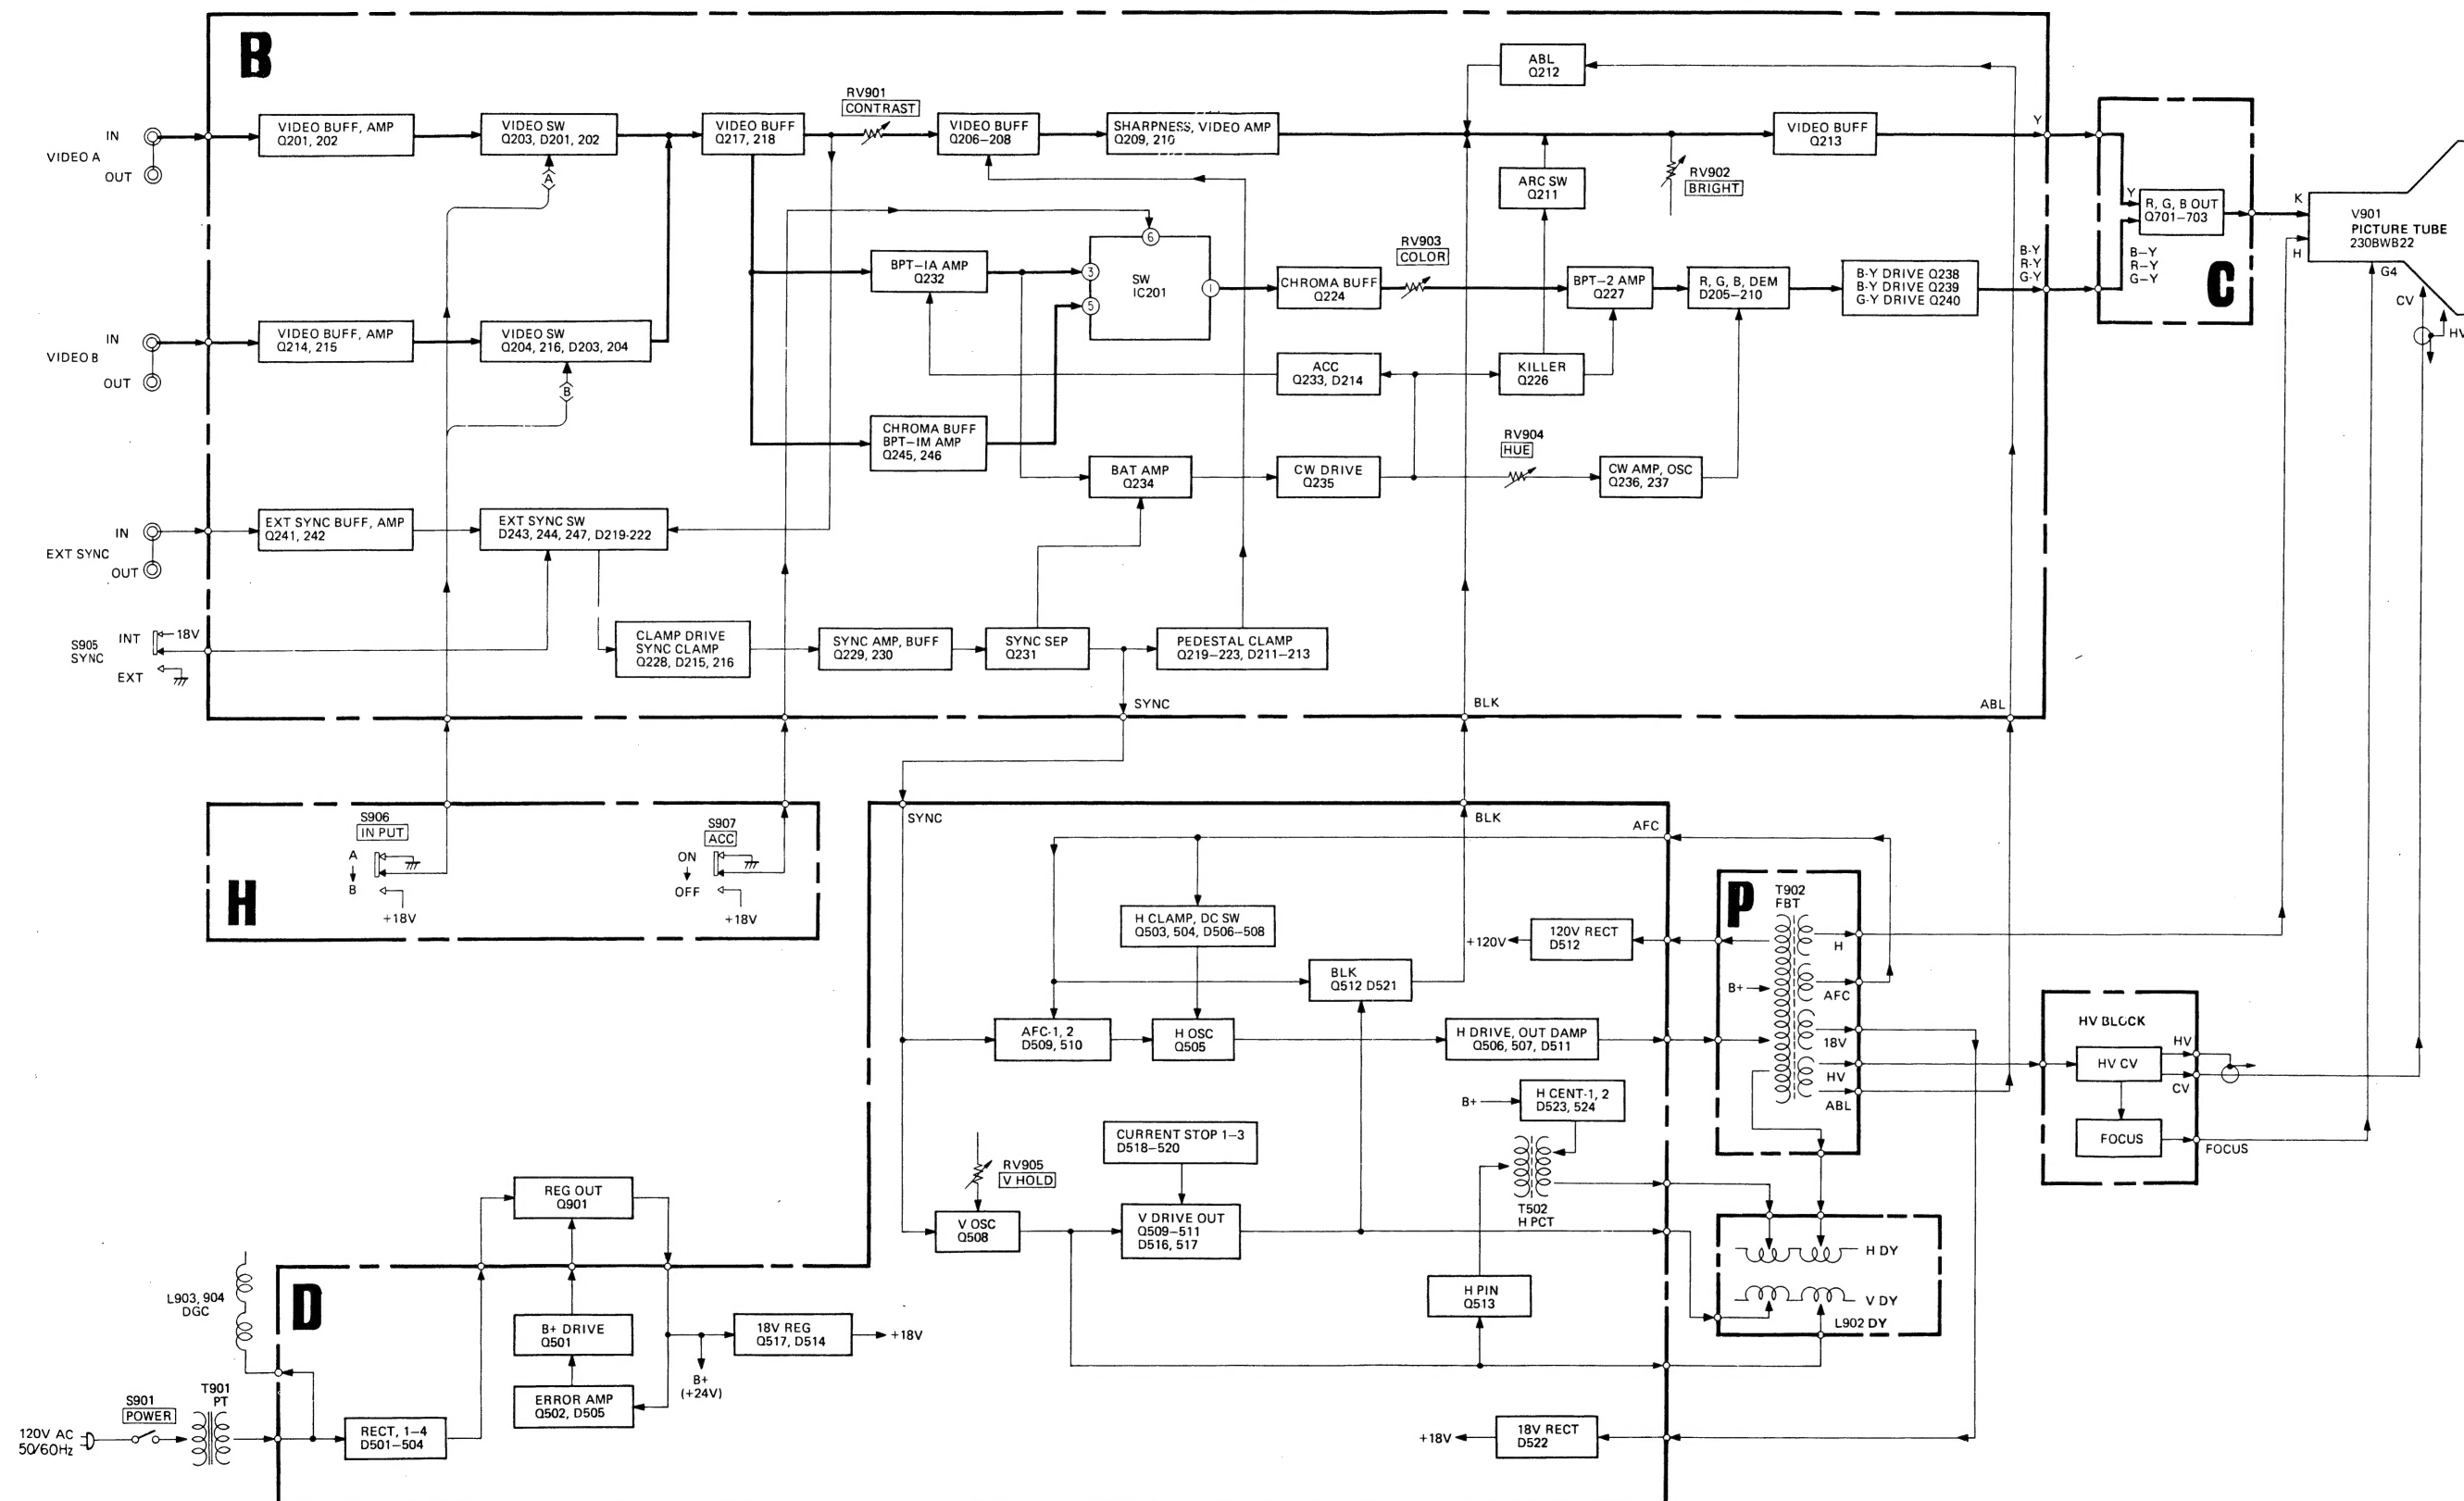 B
IN
VIDEO A
OUT
VIDEO BUFF, AMP
Q201, 202
VIDEO SW
Q203, D201, 202
A
VIDEO BUFF
Q217, 218
RV901
CONTRAST
VIDEO BUFF
Q206–208
SHARPNESS, VIDEO AMP
Q209, 210
ABL
Q212
ARC SW
Q211
RV902
BRIGHT
VIDEO BUFF
Q213
Y
IN
VIDEO B
OUT
VIDEO BUFF, AMP
Q214, 215
VIDEO SW
Q204, 216, D203, 204
B
BPT–IA AMP
Q232
6
3
5
1
SW
IC201
CHROMA BUFF
Q224
RV903
COLOR
BPT–2 AMP
Q227
R, G, B, DEM
D205–210
B-Y DRIVE Q238
B-Y DRIVE Q239
G-Y DRIVE Q240
B-Y
R-Y
G-Y
Y
R, G, B OUT
Q701–703
B–Y
R–Y
G–Y
C
K
H
V901
PICTURE TUBE
230BWB22
G4
CV
HV
ACC
Q233, D214
KILLER
Q226
CHROMA BUFF
BPT–IM AMP
Q245, 246
RV904
HUE
BAT AMP
Q234
CW DRIVE
Q235
CW AMP, OSC
Q236, 237
IN
EXT SYNC
OUT
EXT SYNC BUFF, AMP
Q241, 242
EXT SYNC SW
D243, 244, 247, D219-222
S905
SYNC
INT
18V
EXT
CLAMP DRIVE
SYNC CLAMP
Q228, D215, 216
SYNC AMP, BUFF
Q229, 230
SYNC SEP
Q231
PEDESTAL CLAMP
Q219–223, D211–213
SYNC
BLK
ABL
H
S906
IN PUT
A
B
+18V
S907
ACC
ON
OFF
+18V
SYNC
BLK
AFC
H CLAMP, DC SW
Q503, 504, D506–508
+120V
120V RECT
D512
BLK
Q512 D521
AFC-1, 2
D509, 510
H OSC
Q505
H DRIVE, OUT DAMP
Q506, 507, D511
P
T902
FBT
B+
H
AFC
18V
HV
ABL
HV BLOCK
HV CV
HV
CV
FOCUS
FOCUS
B+
H CENT-1, 2
D523, 524
CURRENT STOP 1–3
D518–520
RV905
V HOLD
V OSC
Q508
V DRIVE OUT
Q509–511
D516, 517
T502
H PCT
H PIN
Q513
H DY
V DY
L902 DY
D
REG OUT
Q901
L903, 904
DGC
B+ DRIVE
Q501
18V REG
Q517, D514
+18V
B+
(+24V)
ERROR AMP
Q502, D505
120V AC
50/60Hz
S901
POWER
T901
PT
RECT, 1–4
D501–504
+18V
18V RECT
D522